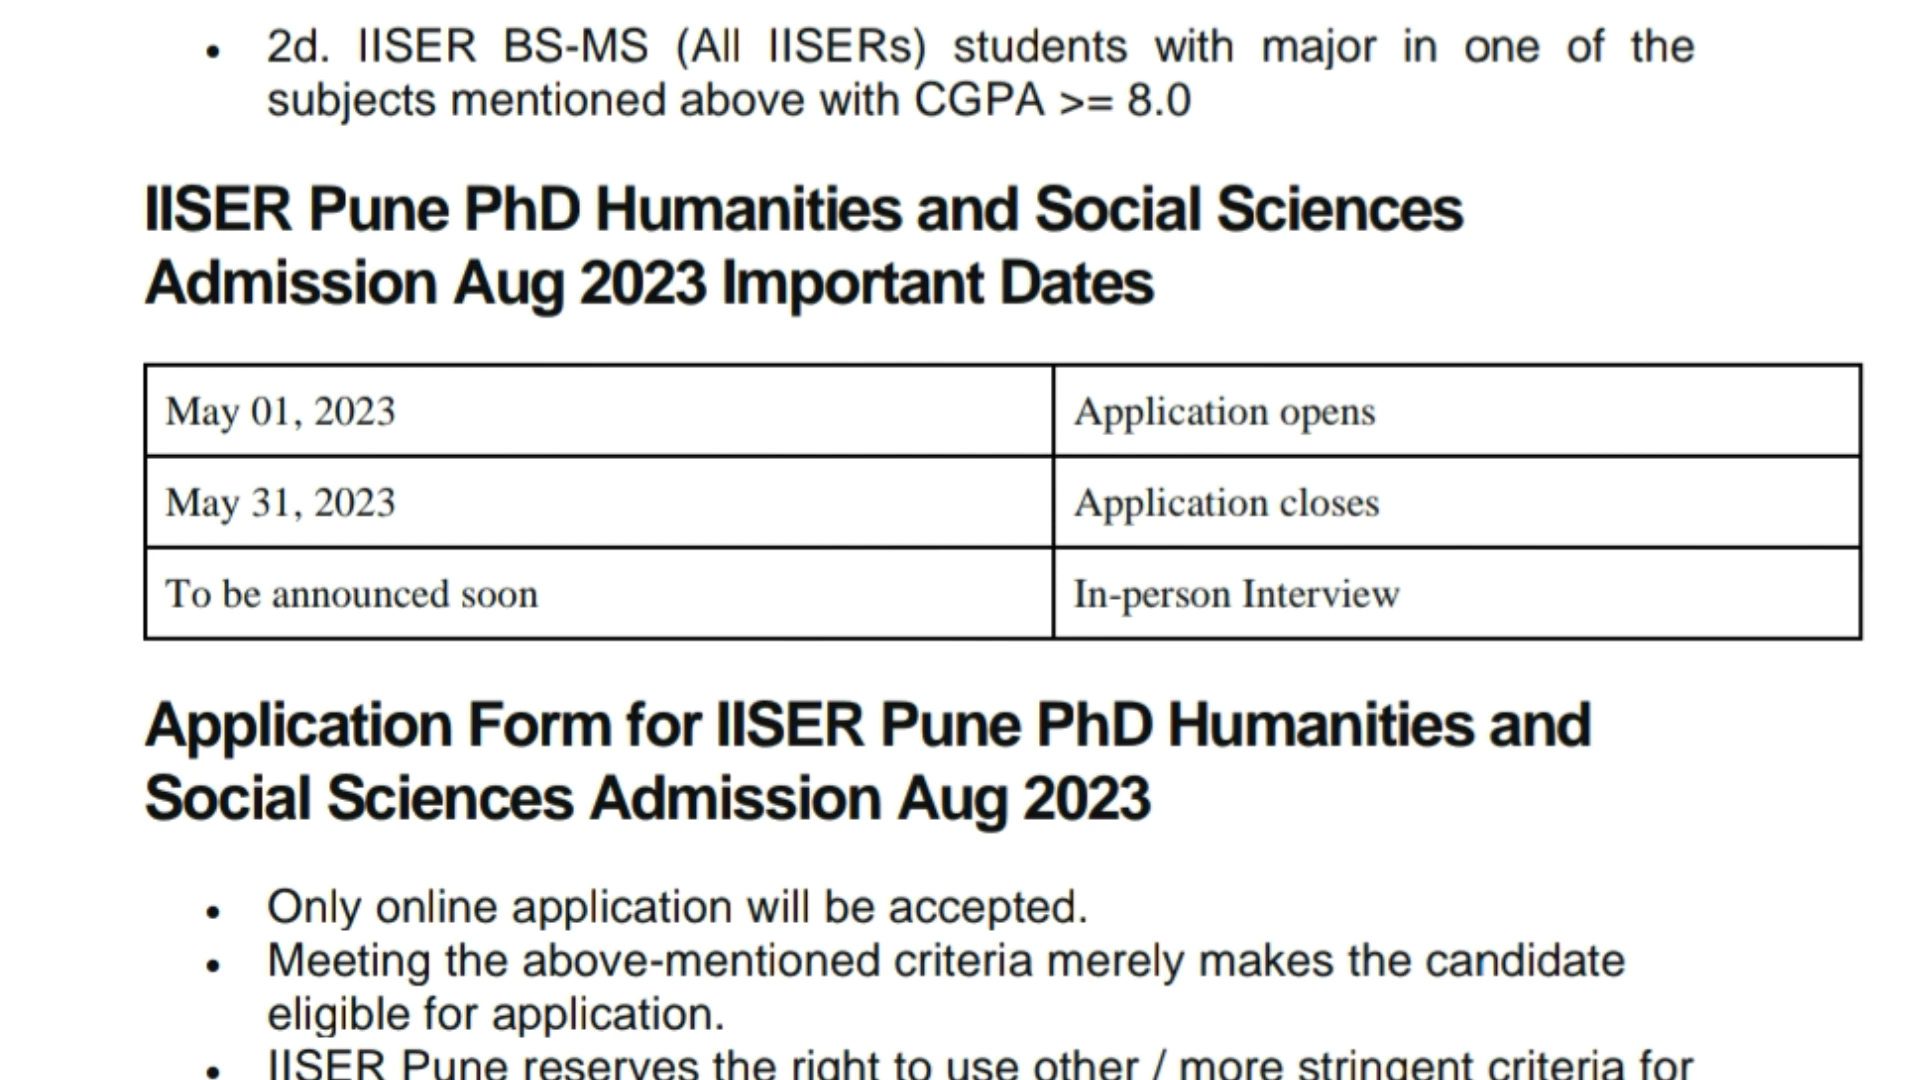 • 2d. IISER BS-MS (All IISERs) students with major in one of the
subjects mentioned above with CGPA >= 8.0
IISER Pune PhD Humanities and Social Sciences
Admission Aug 2023 Important Dates
May 01, 2023 Application opens
May 31, 2023 Application closes
To be announced soon In-person Interview
Application Form for IISER Pune PhD Humanities and
Social Sciences Admission Aug 2023
• Only online application will be accepted.
• Meeting the above-mentioned criteria merely makes the candidate
eligible for application.
• IISER Pune reserves the right to use other / more stringent criteria for